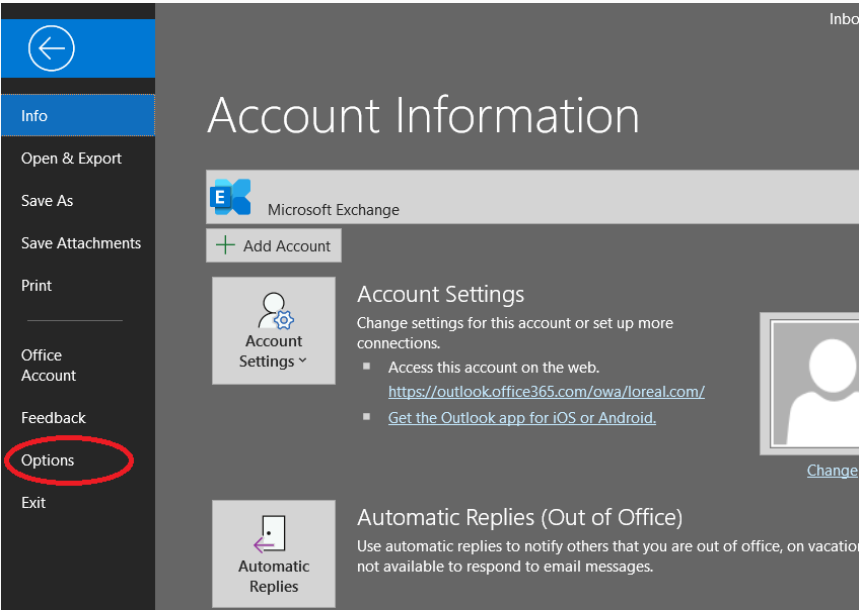 Inbo
Info
Open & Export
Save As
Save Attachments
Print
Office
Account
Feedback
Options
Exit
Account Information
E
Microsoft Exchange
Add Account
Account
Settings
Account Settings
Change settings for this account or set up more
connections.
Access this account on the web.
https://outlook.office365.com/owa/loreal.com/
Get the Outlook app for iOS or Android.
Change
Automatic
Replies
Automatic Replies (Out of Office)
Use automatic replies to notify others that you are out of office, on vacatio
not available to respond to email messages.